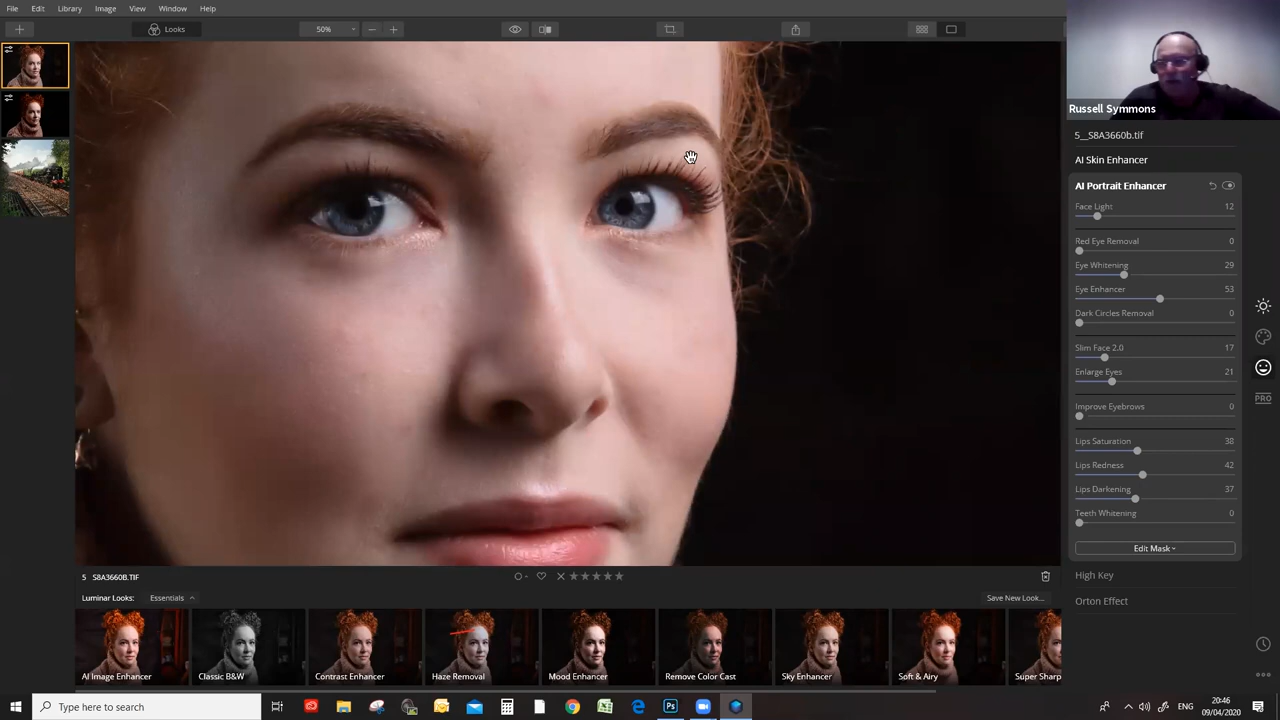 File Edit Library Image View Window Help
Looks
50%
Russell Symmons
5__S8A3660b.tif
AI Skin Enhancer
AI Portrait Enhancer
Face Light 12
Red Eye Removal 0
Eye Whitening 29
Eye Enhancer 53
Dark Circles Removal 0
Slim Face 2.0 17
Enlarge Eyes 21
Improve Eyebrows 0
PRO
Lips Saturation 38
Lips Redness 42
Lips Darkening 37
Teeth Whitening 0
Edit Mask
High Key
Orton Effect
5 S8A3660B.TIF
Luminar Looks: Essentials
Save New Look...
AI Image Enhancer
Classic B&W
Contrast Enhancer
Haze Removal
Mood Enhancer
Remove Color Cast
Sky Enhancer
Soft & Airy
Super Sharp
Type here to search
Ps
ENG
20:46
09/04/2020